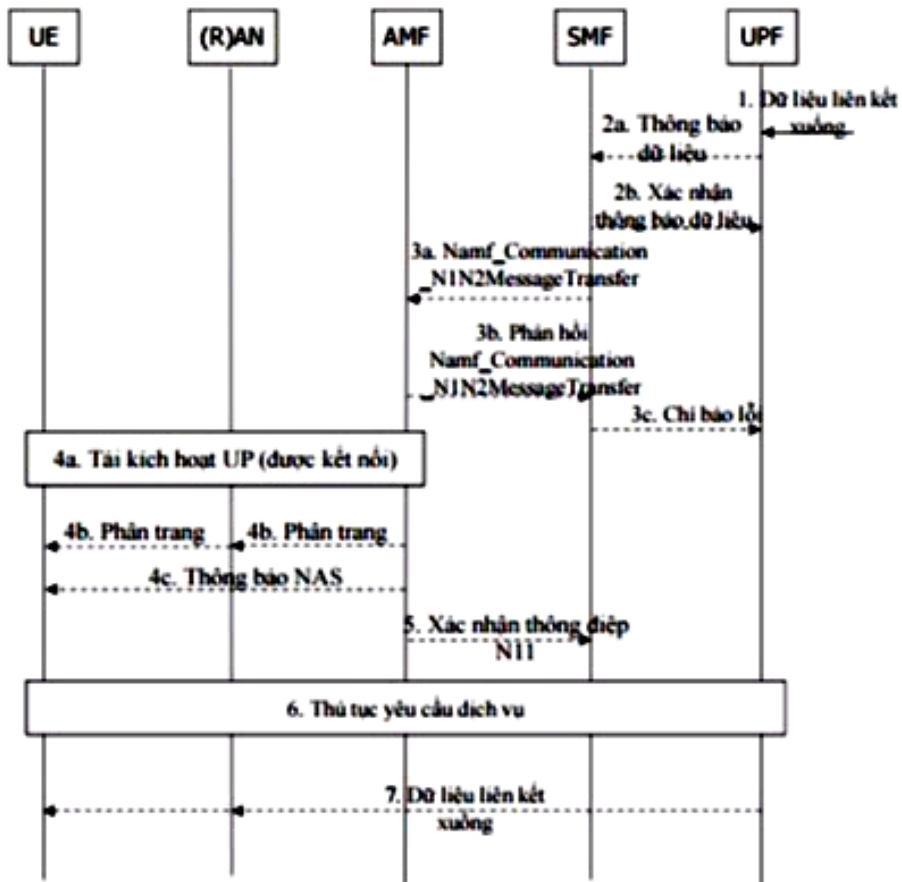 UE
(R)AN
AMF
SMF
UPF
1. Dữ liệu liên kết
xuống
2a. Thông báo
dữ liệu
2b. Xác nhận
thông báo dữ liệu
3a. Namf_Communication
_N1N2MessageTransfer
3b. Phản hồi
Namf_Communication
_N1N2MessageTransfer
3c. Chỉ báo lỗi
4a. Tái kích hoạt UP (được kết nối)
4b. Phân trang
4b. Phân trang
4c. Thông báo NAS
5. Xác nhận thông điệp
N11
6. Thủ tục yêu cầu dịch vụ
7. Dữ liệu liên kết
xuống